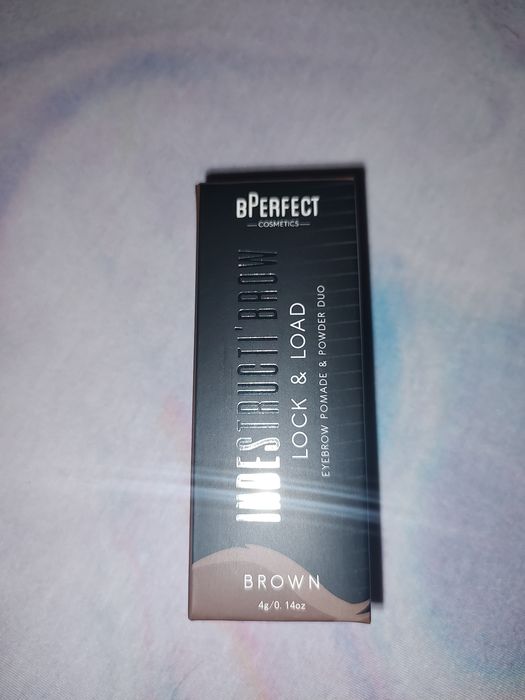 BPERFECT
COSMETICS
INDESTRUCTI'BROW
LOCK & LOAD
EYEBROW POMADE & POWDER DUO
BROWN
4g/0.14oz